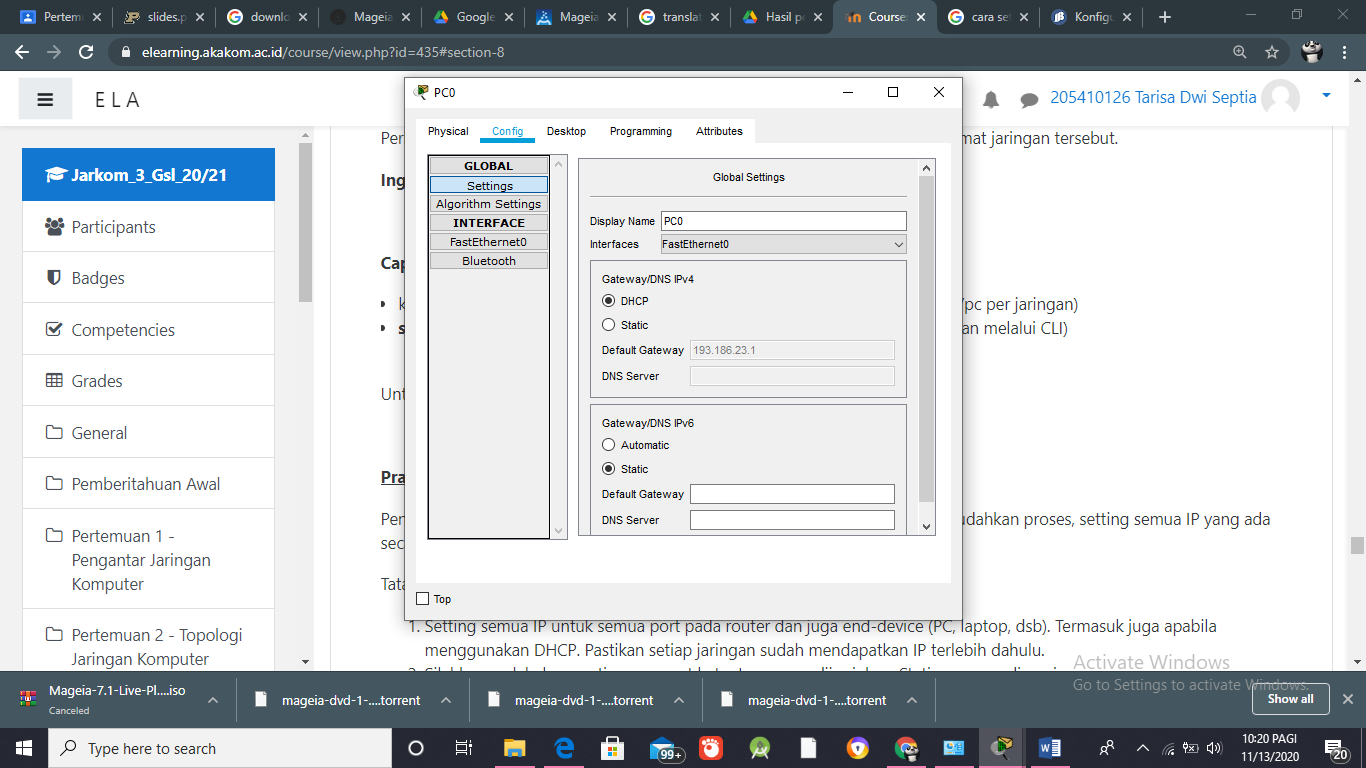 Pertem
slides.p
downlo
Mageia
Google
Mageia
translat
Hasil pe
Course
cara set
Konfigu
elearning.akakom.ac.id/course/view.php?id=435#section-8
E L A
205410126 Tarisa Dwi Septia
Jarkom_3_Gsl_20/21
Participants
Badges
Competencies
Grades
General
Pemberitahuan Awal
Pertemuan 1 -
Pengantar Jaringan
Komputer
Pertemuan 2 - Topologi
Jaringan Komputer
Per
mat jaringan tersebut.
Ing
Cap
k
/pc per jaringan)
s
an melalui CLI)
Unt
Pra
Pen
udahkan proses, setting semua IP yang ada
sec
Tata
1. Setting semua IP untuk semua port pada router dan juga end-device (PC, laptop, dsb). Termasuk juga apabila
menggunakan DHCP. Pastikan setiap jaringan sudah mendapatkan IP terlebih dahulu.
PC0
Physical
Config
Desktop
Programming
Attributes
GLOBAL
Settings
Algorithm Settings
INTERFACE
FastEthernet0
Bluetooth
Global Settings
Display Name PC0
Interfaces FastEthernet0
Gateway/DNS IPv4
DHCP
Static
Default Gateway 193.186.23.1
DNS Server
Gateway/DNS IPv6
Automatic
Static
Default Gateway
DNS Server
Top
Activate Windows
Go to Settings to activate Windows.
Mageia-7.1-Live-Pl....iso
Canceled
mageia-dvd-1-....torrent
mageia-dvd-1-....torrent
mageia-dvd-1-....torrent
Show all
Type here to search
99+
10:20 PAGI
11/13/2020
20